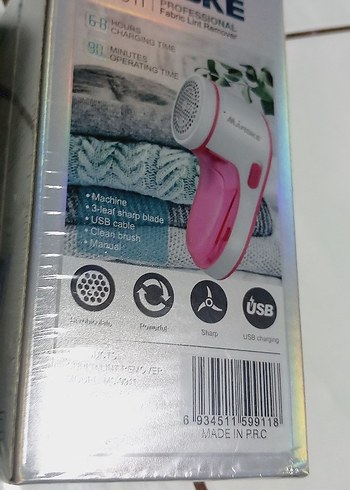 KE
PROFESSIONAL
Fabric Lint Remover
6-8 HOURS
CHARGING TIME
90 MINUTES
OPERATING TIME
• Machine
• 3-leaf sharp blade
• USB cable
• Clean brush
• Manual
USB
Powerful
Sharp
USB charging
REMOVER
6 934511 599118
MADE IN P.R.C